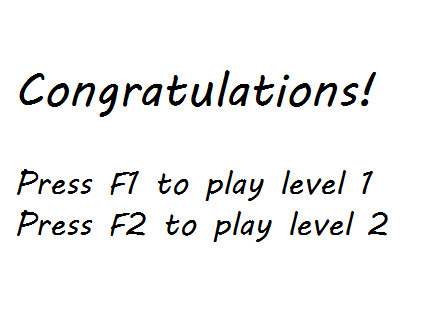 Congratulations!
Press F1 to play level 1
Press F2 to play level 2